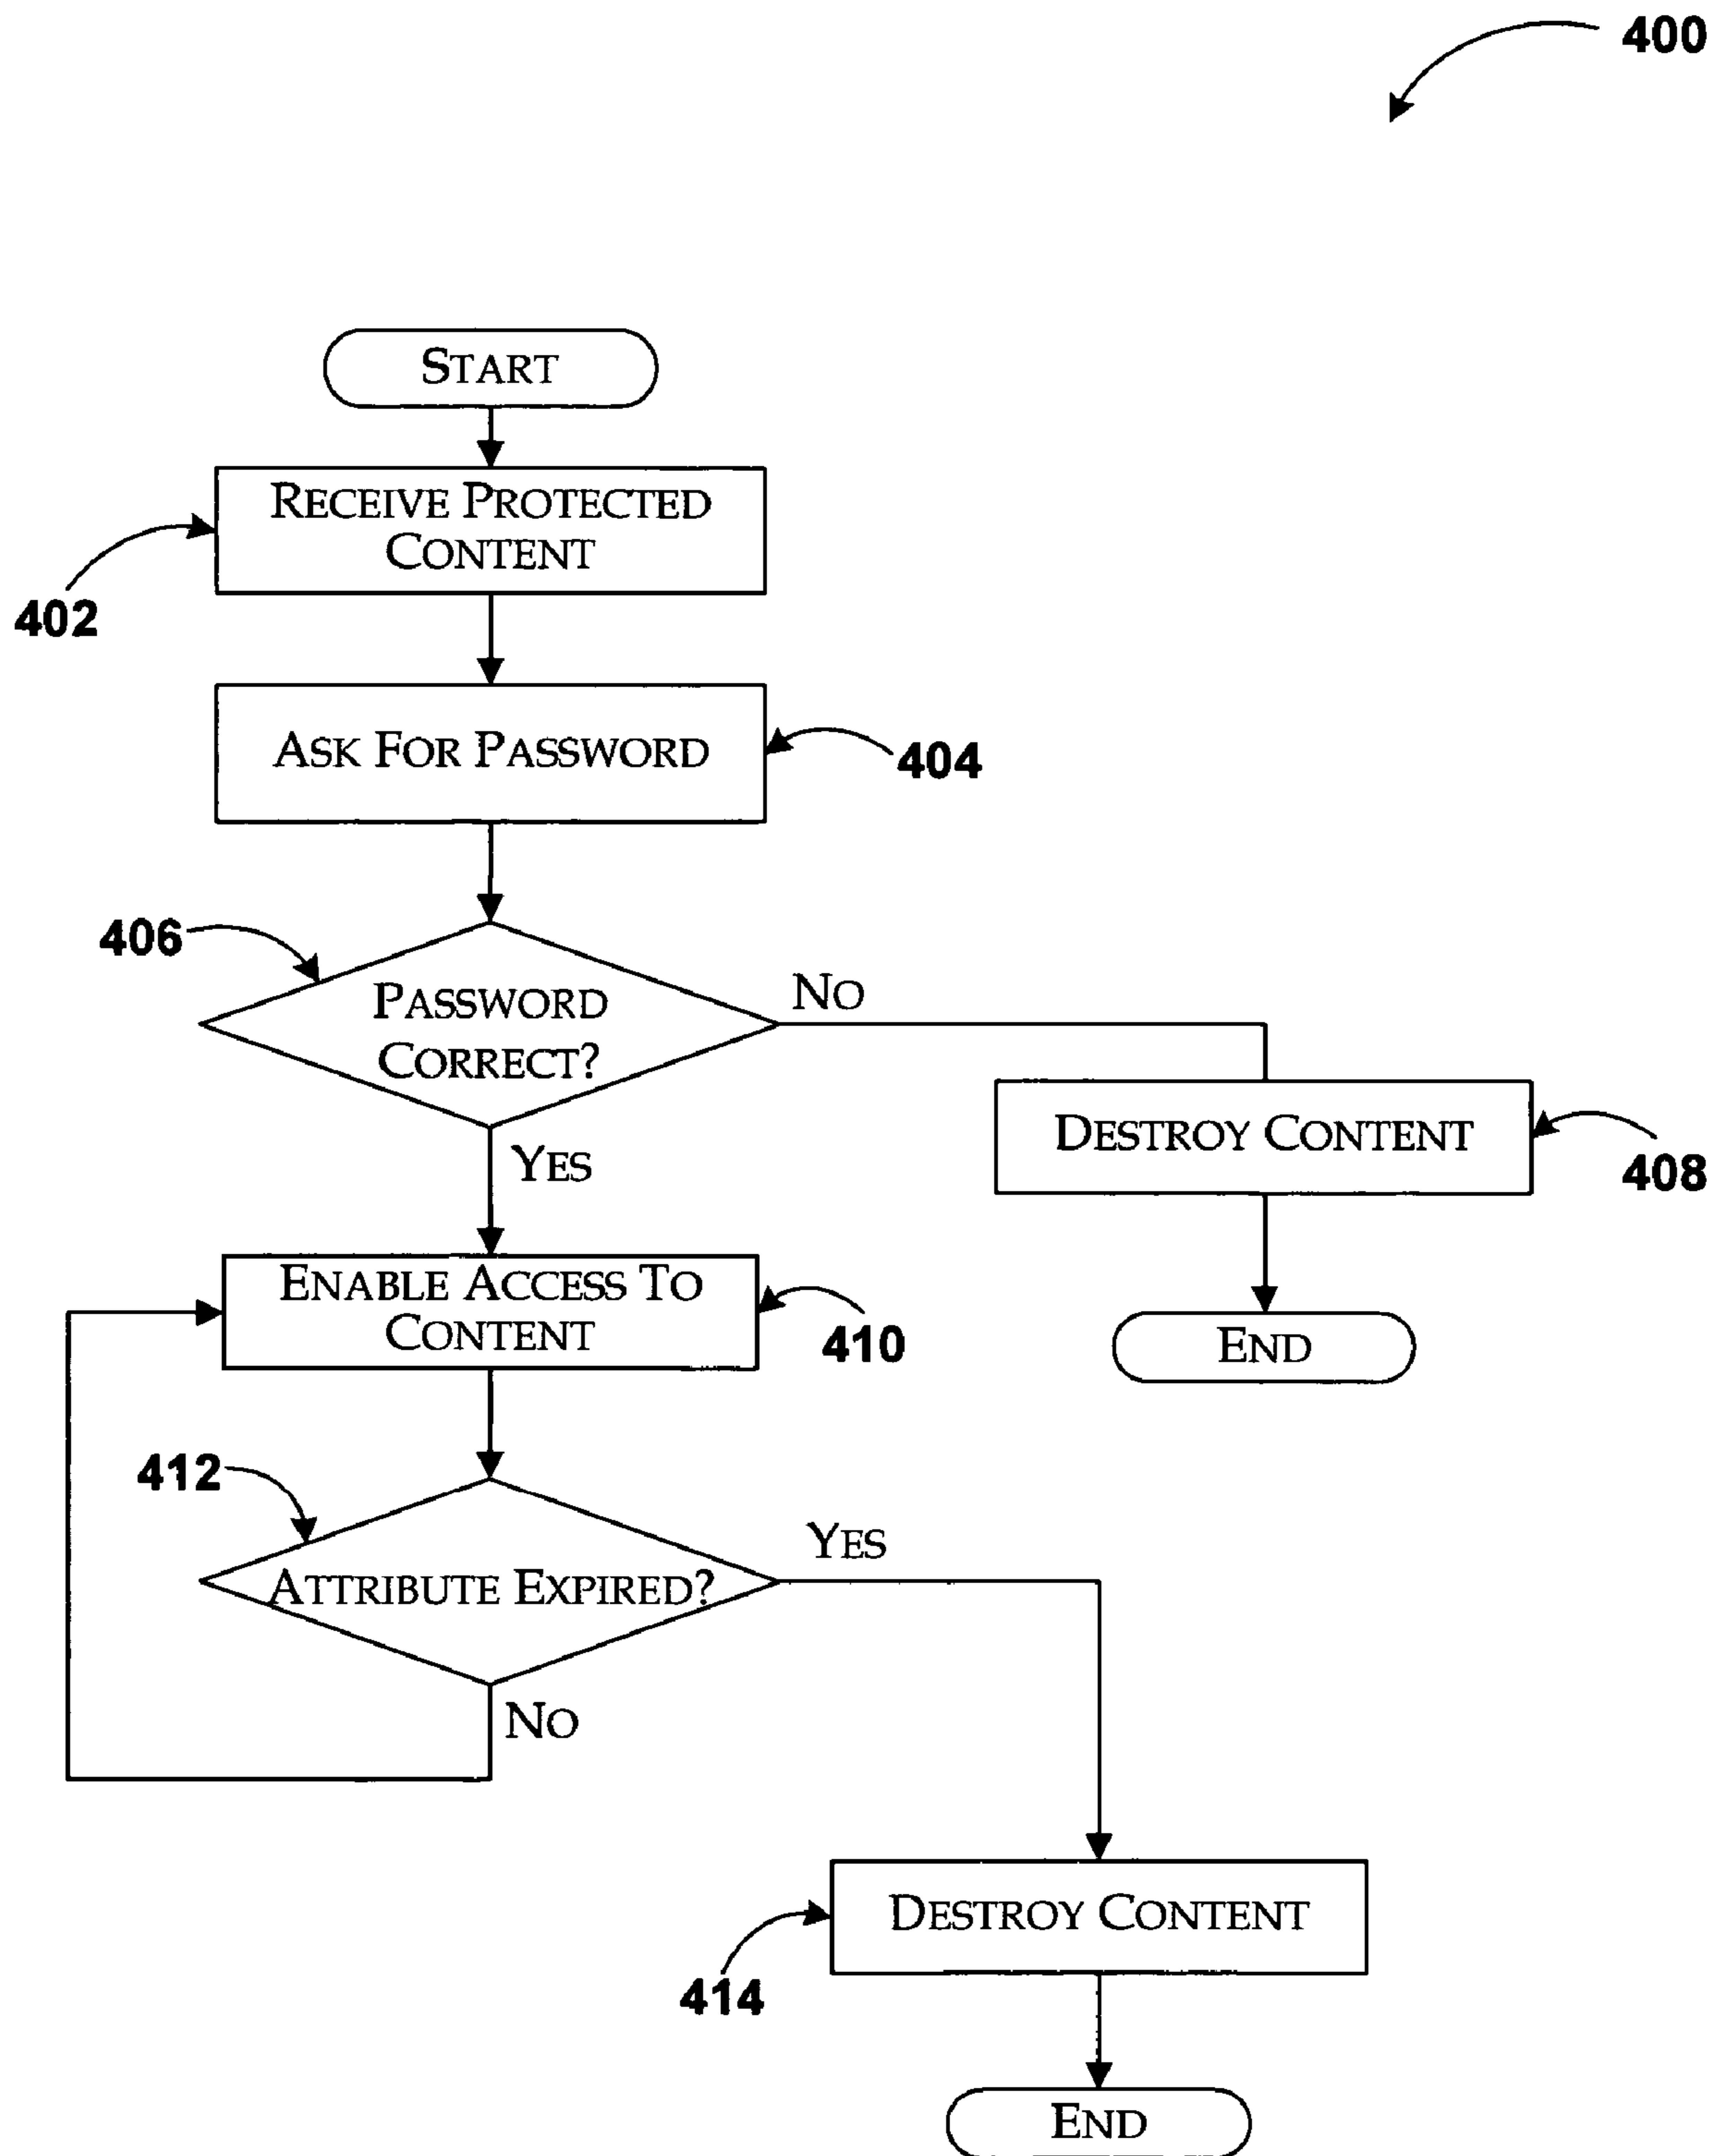 400
START
RECEIVE PROTECTED
CONTENT
402
ASK FOR PASSWORD
404
406
PASSWORD
CORRECT?
NO
YES
DESTROY CONTENT
408
END
ENABLE ACCESS TO
CONTENT
410
412
ATTRIBUTE EXPIRED?
YES
NO
DESTROY CONTENT
414
END